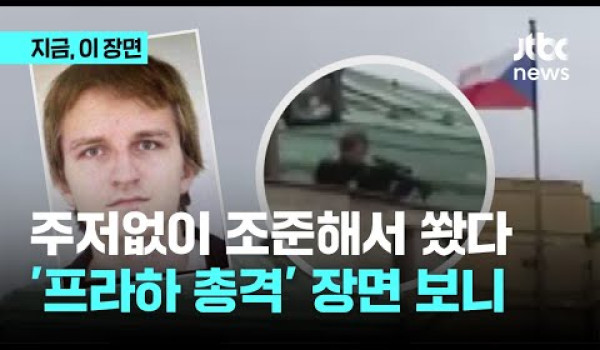 지금, 이 장면
jtbc
news
주저없이 조준해서 쐈다
'프라하 총격' 장면 보니